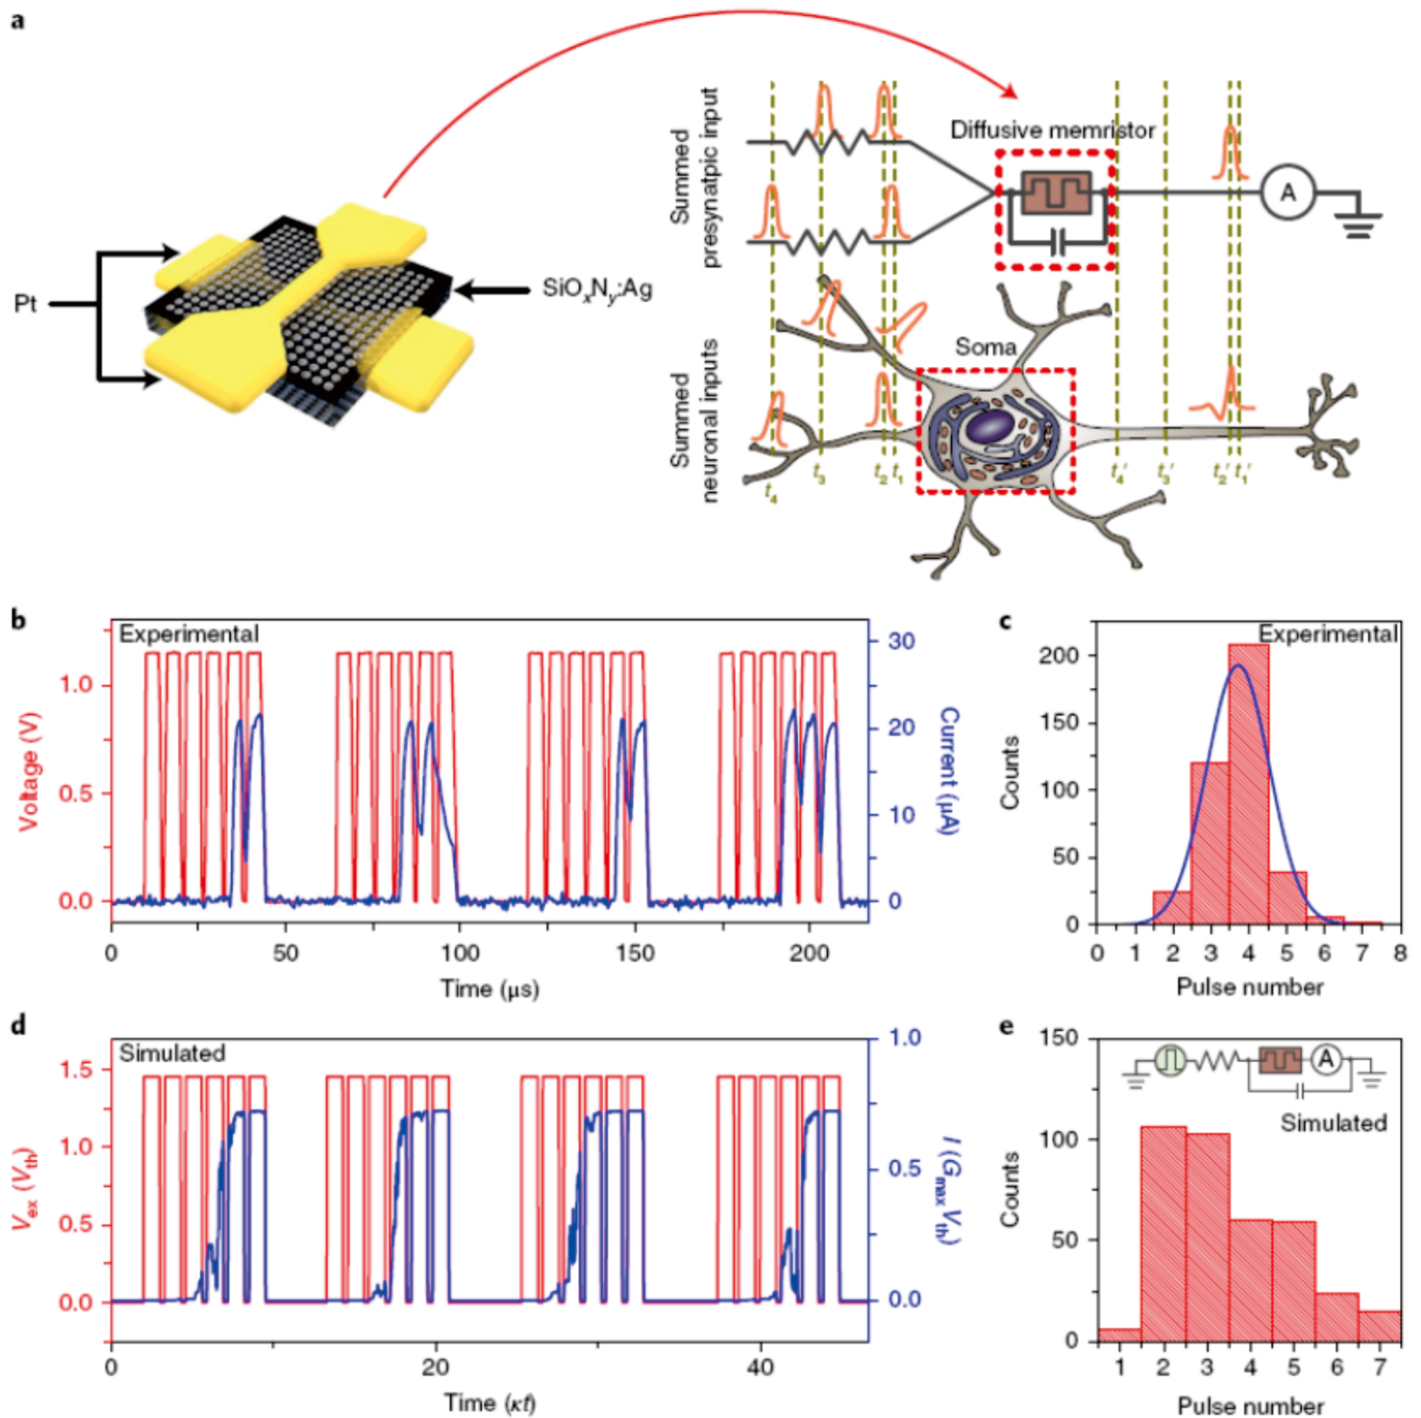 a
Summed
presynatpic input
Diffusive memristor
A
Pt
SiOxNy:Ag
Summed
neuronal inputs
Soma
t4
t3
t2
t1
t4′
t3′
t2′
t1′
b
Experimental
Voltage (V)
1.0
0.5
0.0
30
20
10
0
Current (μA)
0
50
100
150
200
Time (μs)
c
Experimental
Counts
200
150
100
50
0
0 1 2 3 4 5 6 7 8
Pulse number
d
Simulated
Vex (Vth)
1.5
1.0
0.5
0.0
1.0
0.5
0.0
I (GmaxVth)
0
20
40
Time (κt)
e
150
100
50
0
Counts
A
Simulated
1 2 3 4 5 6 7
Pulse number